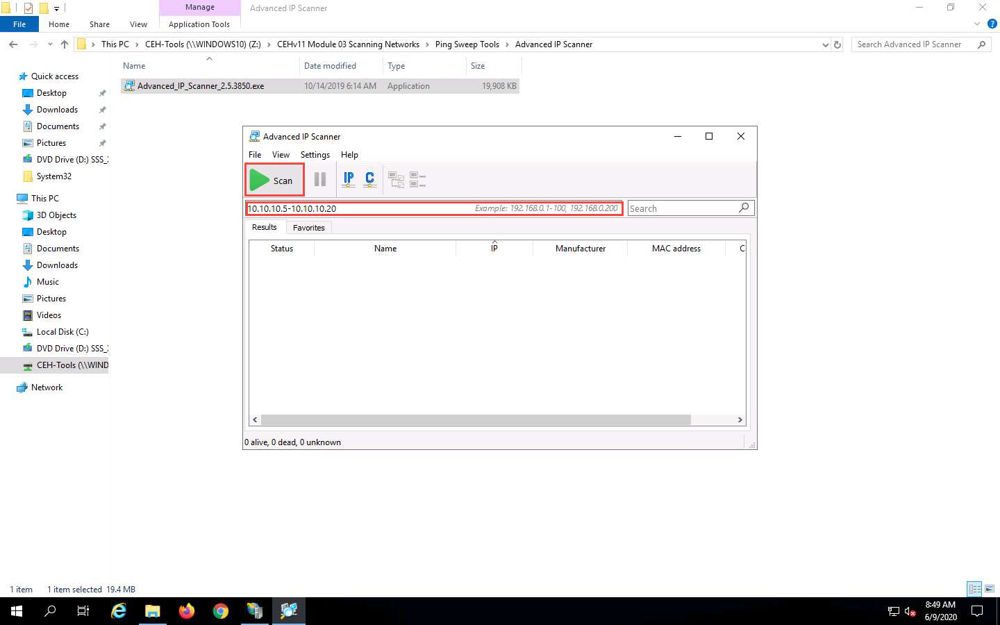 Manage
Advanced IP Scanner
File
Home
Share
View
Application Tools
?
This PC > CEH-Tools (\\WINDOWS10) (Z:) > CEHv11 Module 03 Scanning Networks > Ping Sweep Tools > Advanced IP Scanner
Search Advanced IP Scanner
Name
Date modified
Type
Size
Advanced_IP_Scanner_2.5.3850.exe
10/14/2019 6:14 AM
Application
19,908 KB
Quick access
Desktop
Downloads
Documents
Pictures
DVD Drive (D:) SSS_
System32
This PC
3D Objects
Desktop
Documents
Downloads
Music
Pictures
Videos
Local Disk (C:)
DVD Drive (D:) SSS_
CEH-Tools (\\WIND
Network
Advanced IP Scanner
File
View
Settings
Help
Scan
IP
C
10.10.10.5-10.10.10.20
Example: 192.168.0.1-100, 192.168.0.200
Search
Results
Favorites
Status
Name
IP
Manufacturer
MAC address
C
0 alive, 0 dead, 0 unknown
1 item
1 item selected 19.4 MB
8:49 AM
6/9/2020